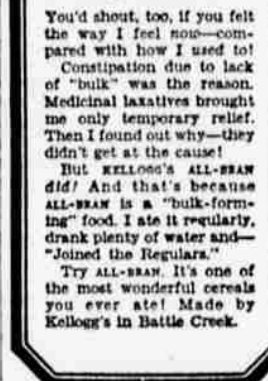 You'd shout, too, if you felt
the way I feel now—com-
pared with how I used to!
Constipation due to lack
of "bulk" was the reason.
Medicinal laxatives brought
me only temporary relief.
Then I found out why—they
didn't get at the cause!
But KELLOGG'S ALL-BRAN
did! And that's because
ALL-BRAN is a "bulk-form-
ing" food. I ate it regularly,
drank plenty of water and—
"Joined the Regulars."
Try ALL-BRAN. It's one of
the most wonderful cereals
you ever ate! Made by
Kellogg's in Battle Creek.